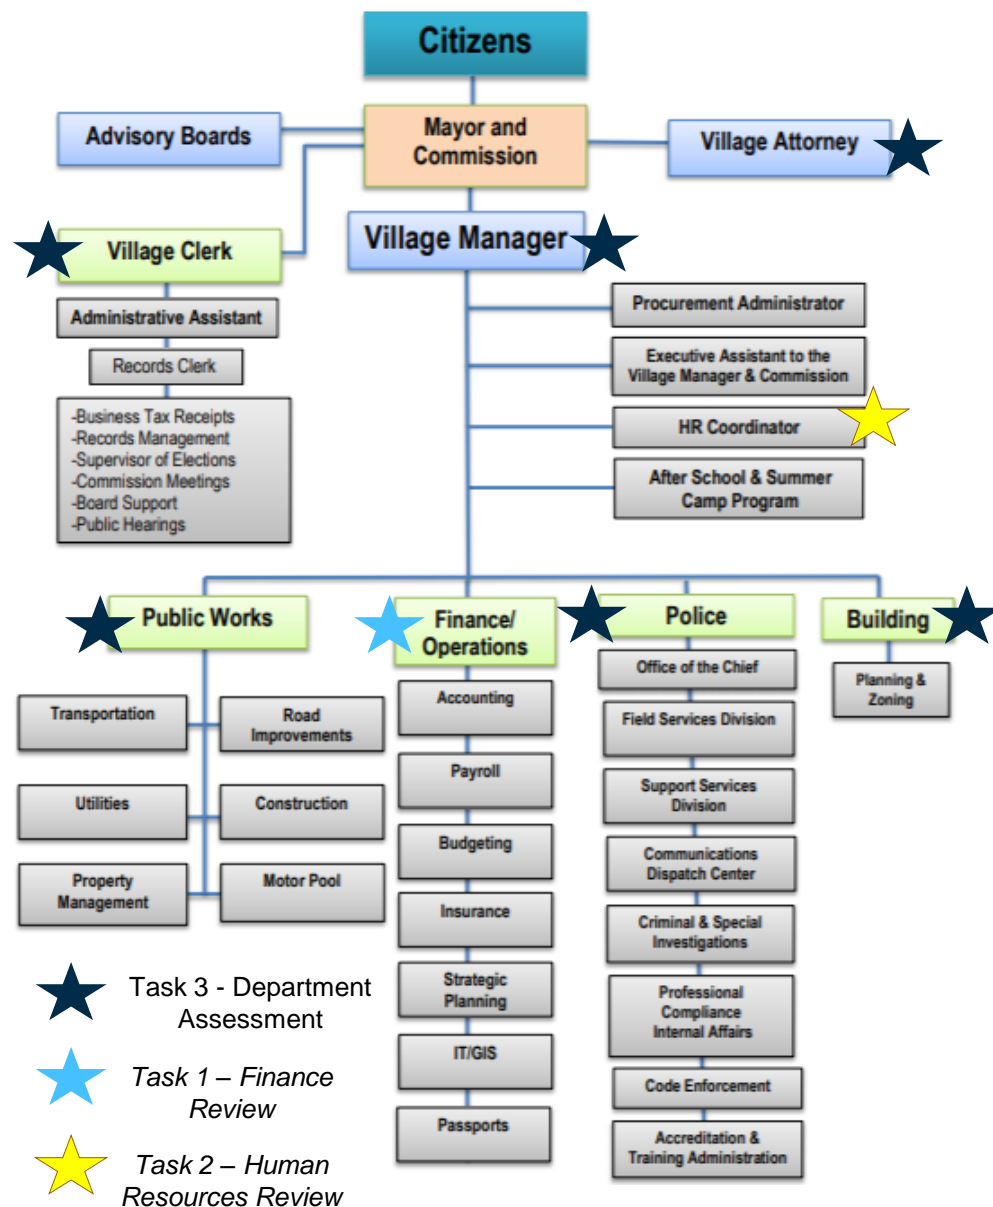 Citizens
Advisory Boards
Mayor and
Commission
Village Attorney
Village Clerk
Village Manager
Administrative Assistant
Records Clerk
-Business Tax Receipts
-Records Management
-Supervisor of Elections
-Commission Meetings
-Board Support
-Public Hearings
Procurement Administrator
Executive Assistant to the
Village Manager & Commission
HR Coordinator
After School & Summer
Camp Program
Public Works
Transportation
Road
Improvements
Utilities
Construction
Property
Management
Motor Pool
Finance/
Operations
Accounting
Payroll
Budgeting
Insurance
Strategic
Planning
IT/GIS
Passports
Police
Office of the Chief
Field Services Division
Support Services
Division
Communications
Dispatch Center
Criminal & Special
Investigations
Professional
Compliance
Internal Affairs
Code Enforcement
Accreditation &
Training Administration
Building
Planning &
Zoning
Task 3 - Department
Assessment
Task 1 – Finance
Review
Task 2 – Human
Resources Review